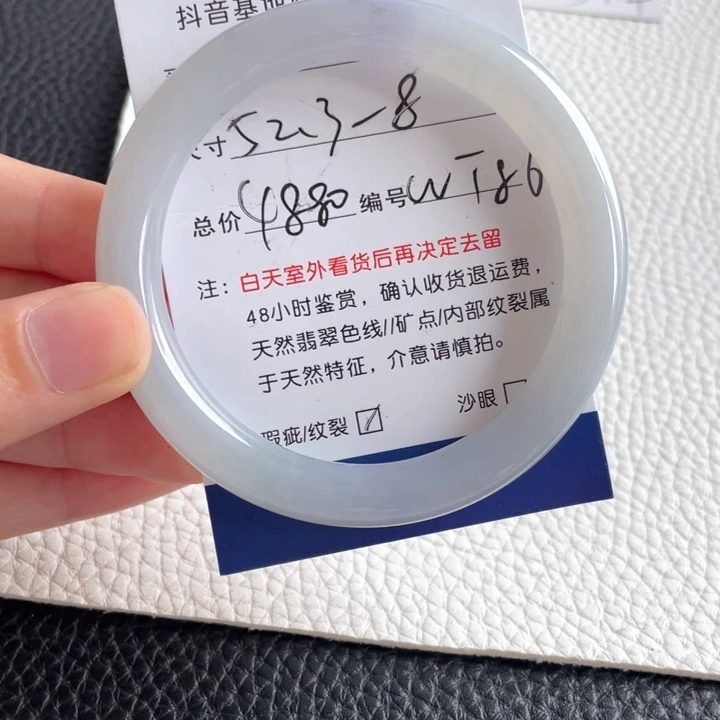 抖音基地
寸 52.3-8
总价 4880 编号 WT86
注：白天室外看货后再决定去留
48小时鉴赏，确认收货退运费，
天然翡翠色线//矿点/内部纹裂属
于天然特征，介意请慎拍。
瑕疵/纹裂 沙眼